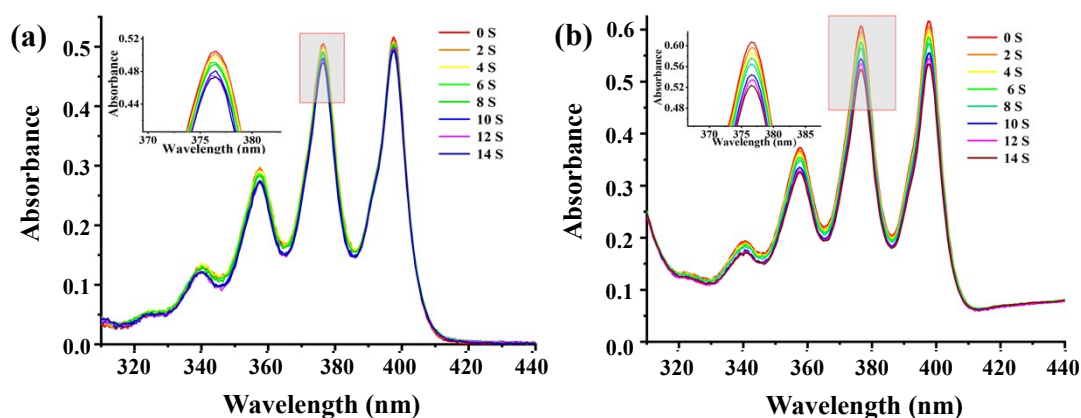 (a)
0.5
0.4
0.3
0.2
0.1
0.0
Absorbance
320 340 360 380 400 420 440
Wavelength (nm)
0.48
0.44
Absorbance
370 375 380
Wavelength (nm)
0 S
2 S
4 S
6 S
8 S
10 S
12 S
14 S
(b)
0.6
0.5
0.4
0.3
0.2
0.1
0.0
Absorbance
320 340 360 380 400 420 440
Wavelength (nm)
0.60
0.56
0.52
0.48
Absorbance
370 375 380 385
Wavelength (nm)
0 S
2 S
4 S
6 S
8 S
10 S
12 S
14 S